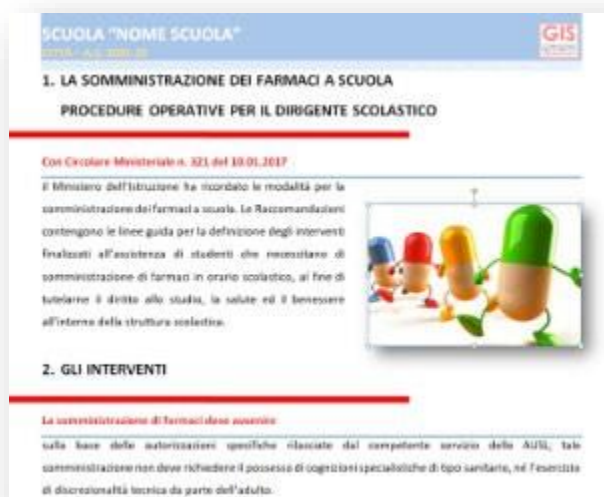 SCUOLA "NOME SCUOLA"
GIS
1. LA SOMMINISTRAZIONE DEI FARMACI A SCUOLA
PROCEDURE OPERATIVE PER IL DIRIGENTE SCOLASTICO
Con Circolare Ministeriale n. 321 del 10.01.2017
il Ministero dell'Istruzione ha ricordato le modalità per la
somministrazione dei farmaci a scuola. Le Raccomandazioni
contengono le linee guida per la definizione degli interventi
finalizzati all'assistenza di studenti che necessitano di
somministrazione di farmaci in orario scolastico, al fine di
tutelarne il diritto allo studio, la salute ed il benessere
all'interno della struttura scolastica.
2. GLI INTERVENTI
La somministrazione di farmaci deve avvenire
sulla base delle autorizzazioni specifiche rilasciate dal competente servizio delle AUSL, tale
somministrazione non deve richiedere il possesso di cognizioni specialistiche di tipo sanitario, né l'esercizio
di discrezionalità tecnica da parte dell'adulto.